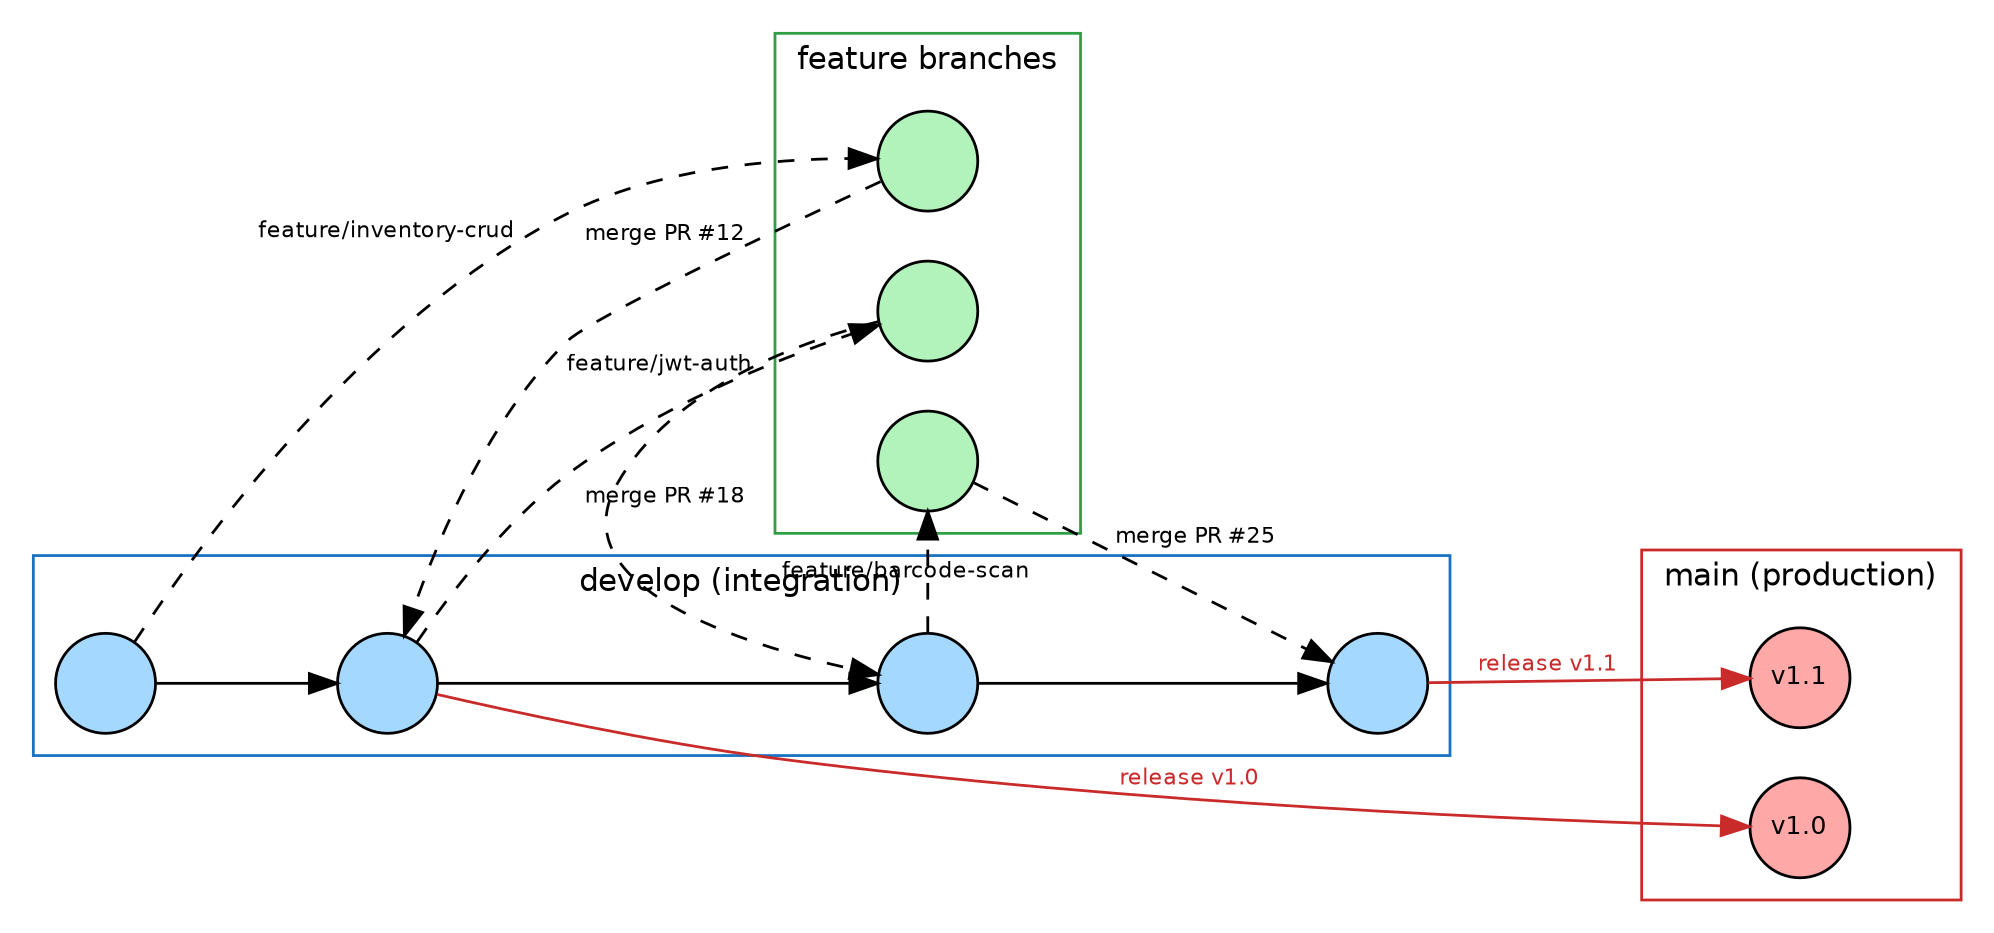 feature branches
feature/inventory-crud
merge PR #12
feature/jwt-auth
merge PR #18
merge PR #25
feature/barcode-scan
develop (integration)
main (production)
release v1.1
v1.1
release v1.0
v1.0